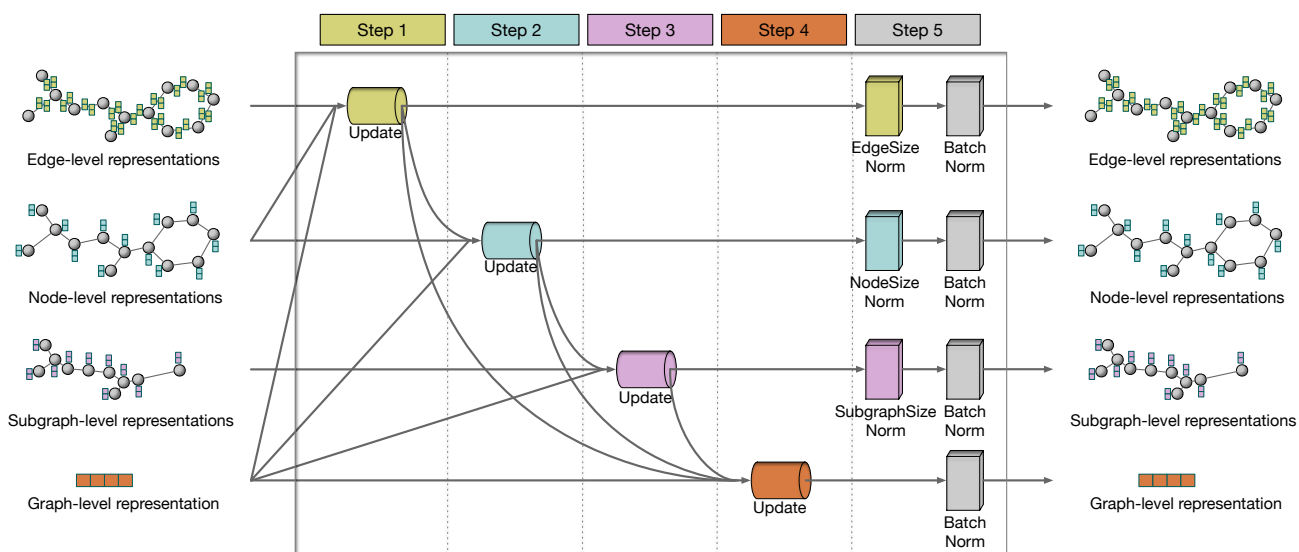 Step 1
Step 2
Step 3
Step 4
Step 5
Edge-level representations
Update
EdgeSize
Norm
Batch
Norm
Edge-level representations
Node-level representations
Update
NodeSize
Norm
Batch
Norm
Node-level representations
Subgraph-level representations
Update
SubgraphSize
Norm
Batch
Norm
Subgraph-level representations
Graph-level representation
Update
Batch
Norm
Graph-level representation